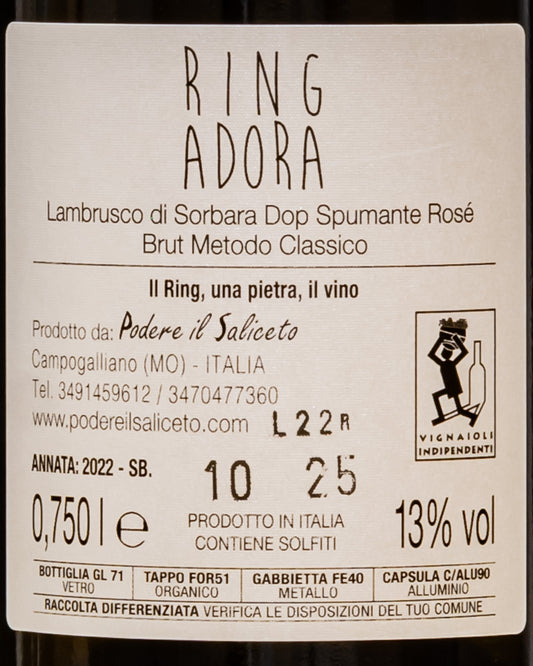 RING
ADORA
Lambrusco di Sorbara Dop Spumante Rosé
Brut Metodo Classico
Il Ring, una pietra, il vino
Prodotto da: Podere il Saliceto
Campogalliano (MO) - ITALIA
Tel. 3491459612 / 3470477360
www.podereilsaliceto.com L22R
VIGNAIOLI
INDIPENDENTI
ANNATA: 2022 - SB. 10 25
0,750 l e PRODOTTO IN ITALIA 13% vol
CONTIENE SOLFITI
BOTTIGLIA GL 71 TAPPO FOR51 GABBIETTA FE40 CAPSULA C/ALU90
VETRO ORGANICO METALLO ALLUMINIO
RACCOLTA DIFFERENZIATA VERIFICA LE DISPOSIZIONI DEL TUO COMUNE